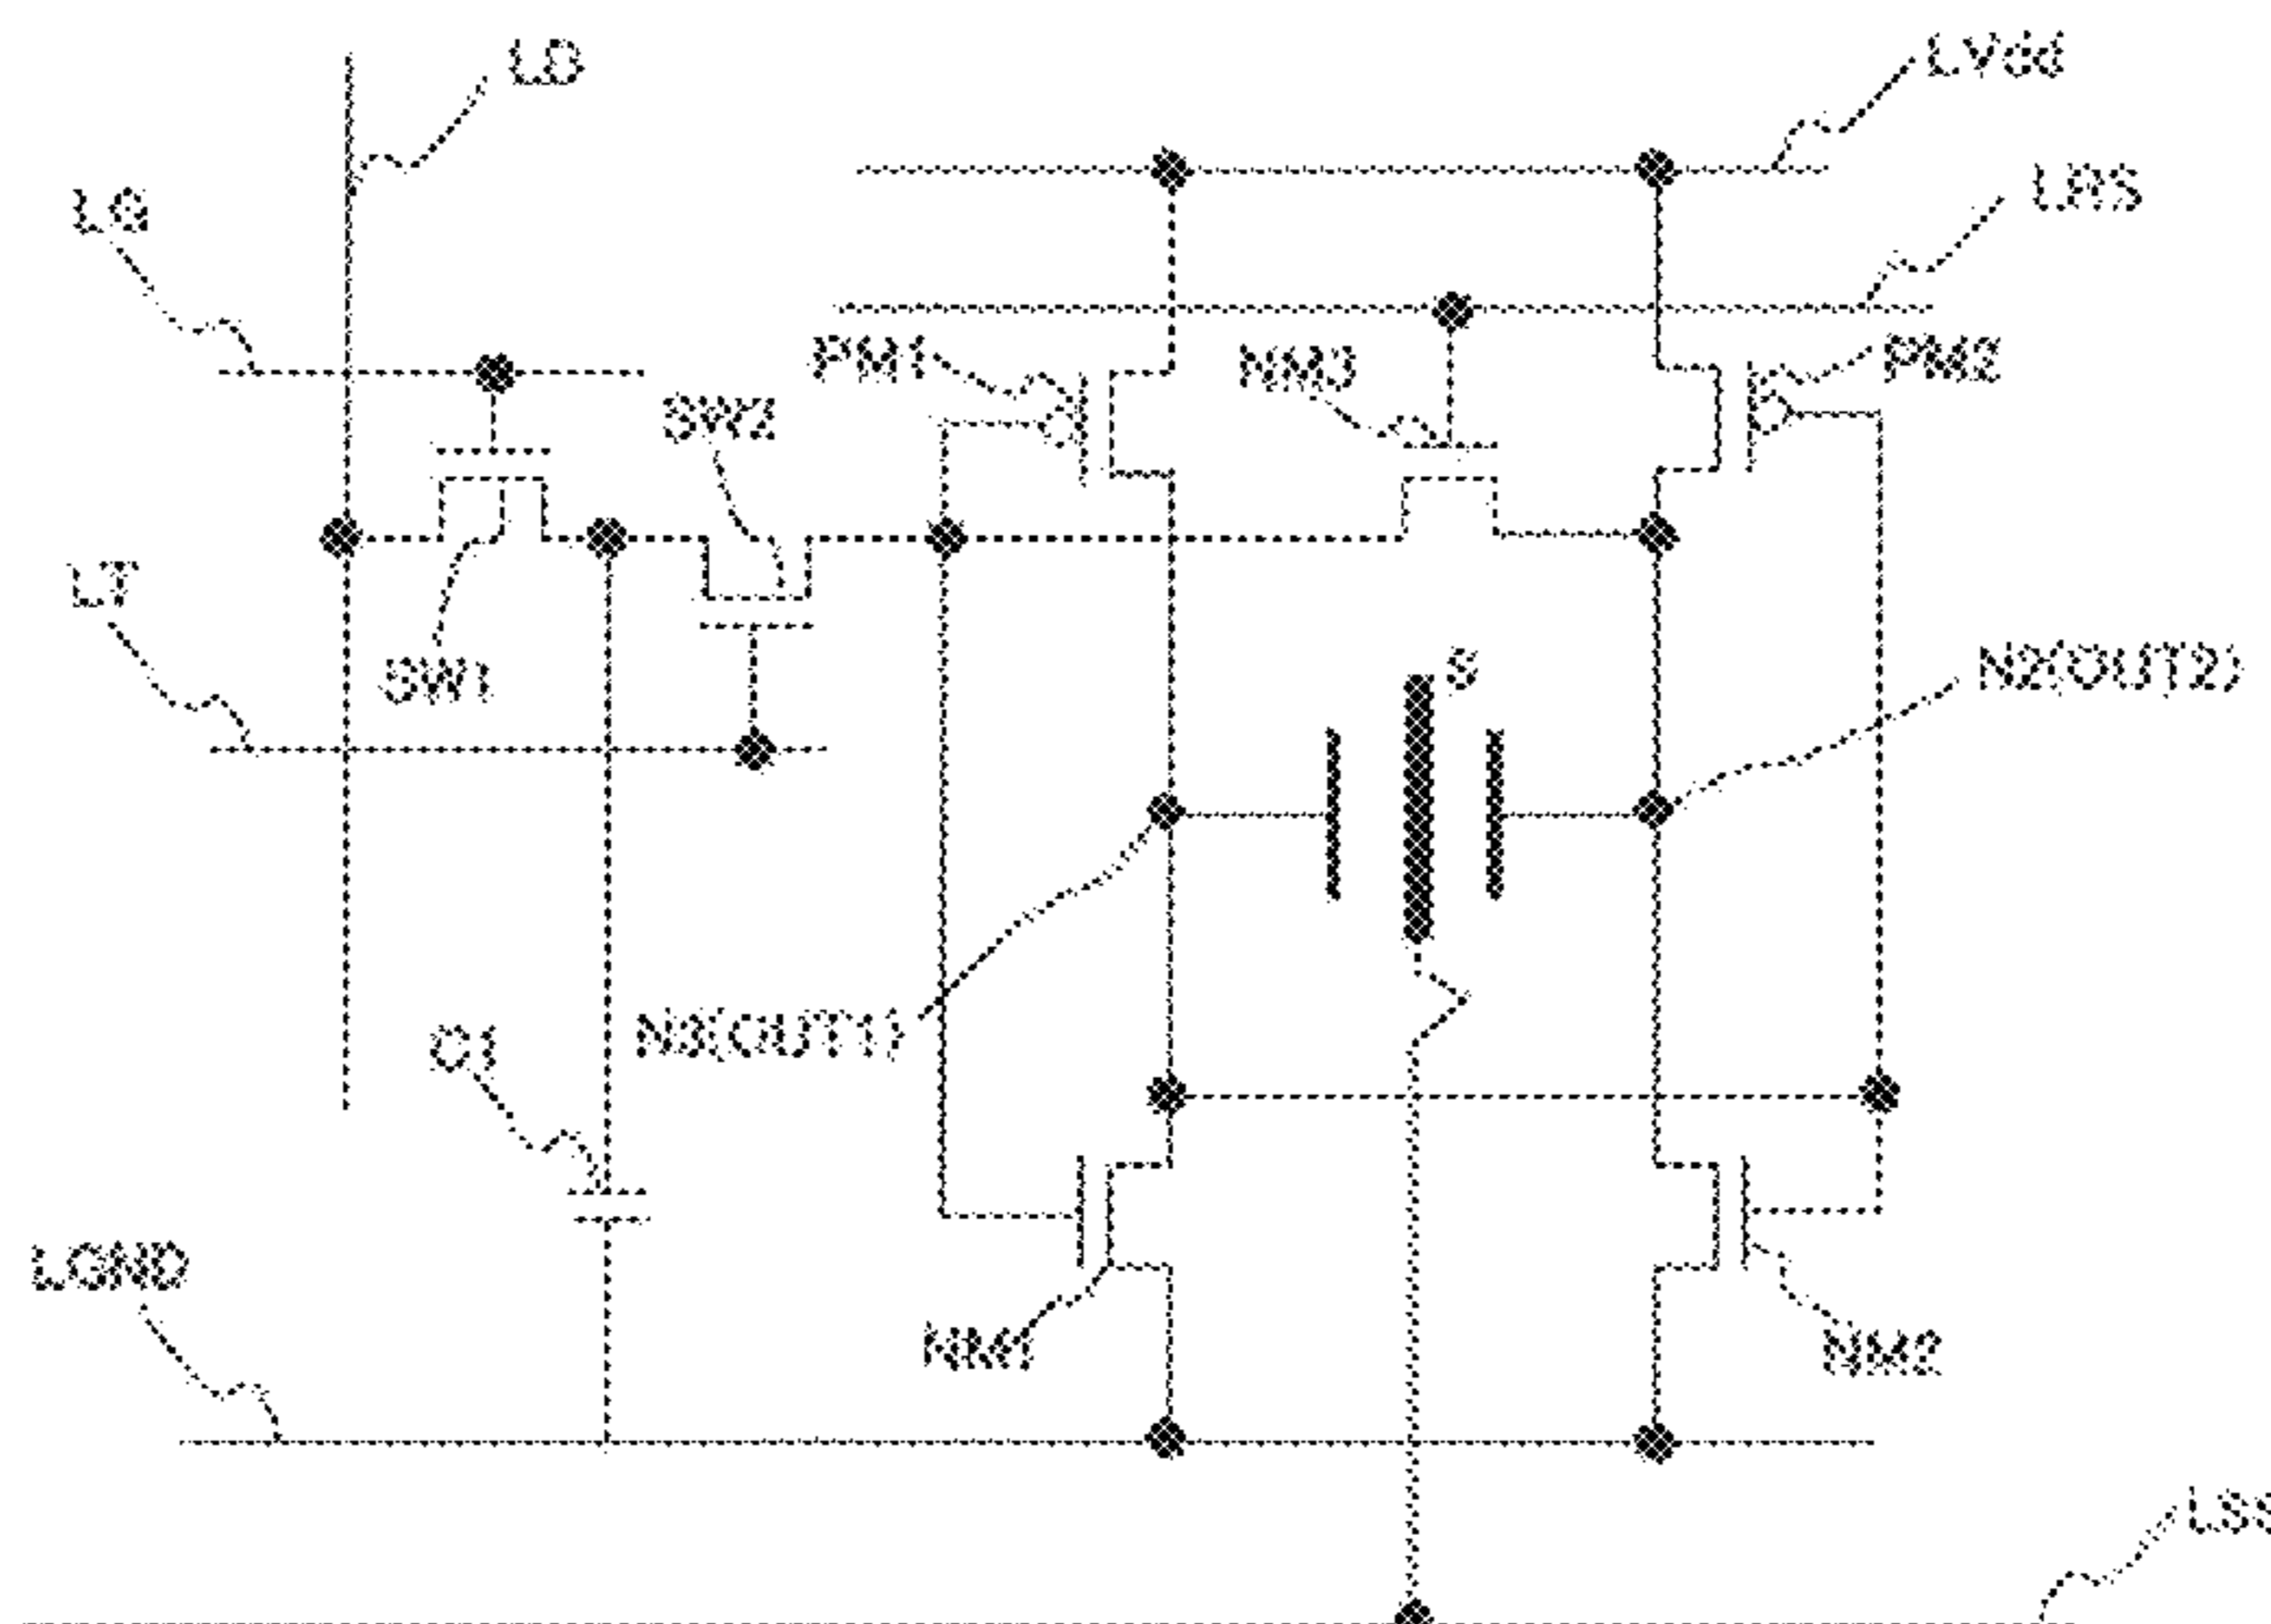 LD
LVdd
LG
LRS
PM1
NM3
PM2
SW2
LT
SW1
S
N2(OUT2)
N3(OUT1)
C1
LGND
NM1
NM2
LSS